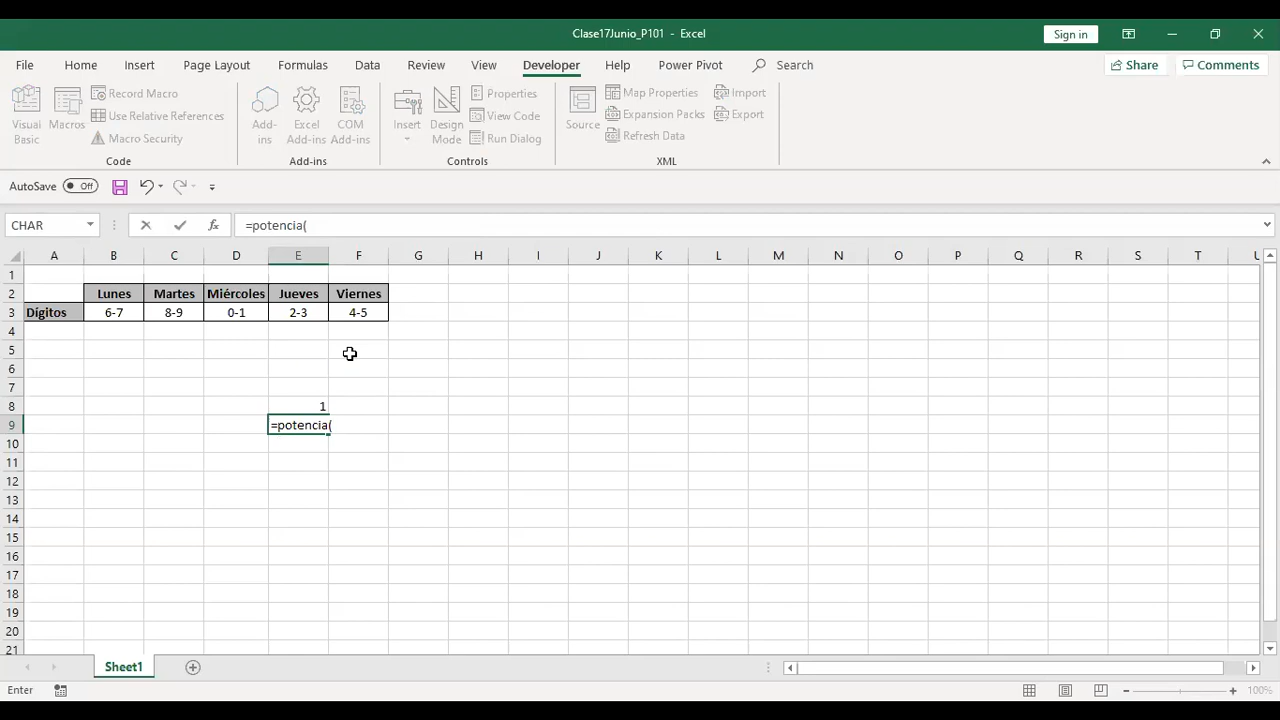 Clase17Junio_P101 - Excel
Sign in
File Home Insert Page Layout Formulas Data Review View Developer Help Power Pivot Search Share Comments
Visual Basic
Macros
Record Macro
Use Relative References
Macro Security
Code
Add-ins
Excel Add-ins
COM Add-ins
Add-ins
Insert
Design Mode
Properties
View Code
Run Dialog
Controls
Source
Map Properties
Expansion Packs
Refresh Data
Import
Export
XML
AutoSave Off
CHAR fx =potencia(
A B C D E F G H I J K L M N O P Q R S T U
1
2 Lunes Martes Miércoles Jueves Viernes
3 Dígitos 6-7 8-9 0-1 2-3 4-5
4
5
6
7
8 1
9 =potencia(
10
11
12
13
14
15
16
17
18
19
20
21
Sheet1
Enter 100%